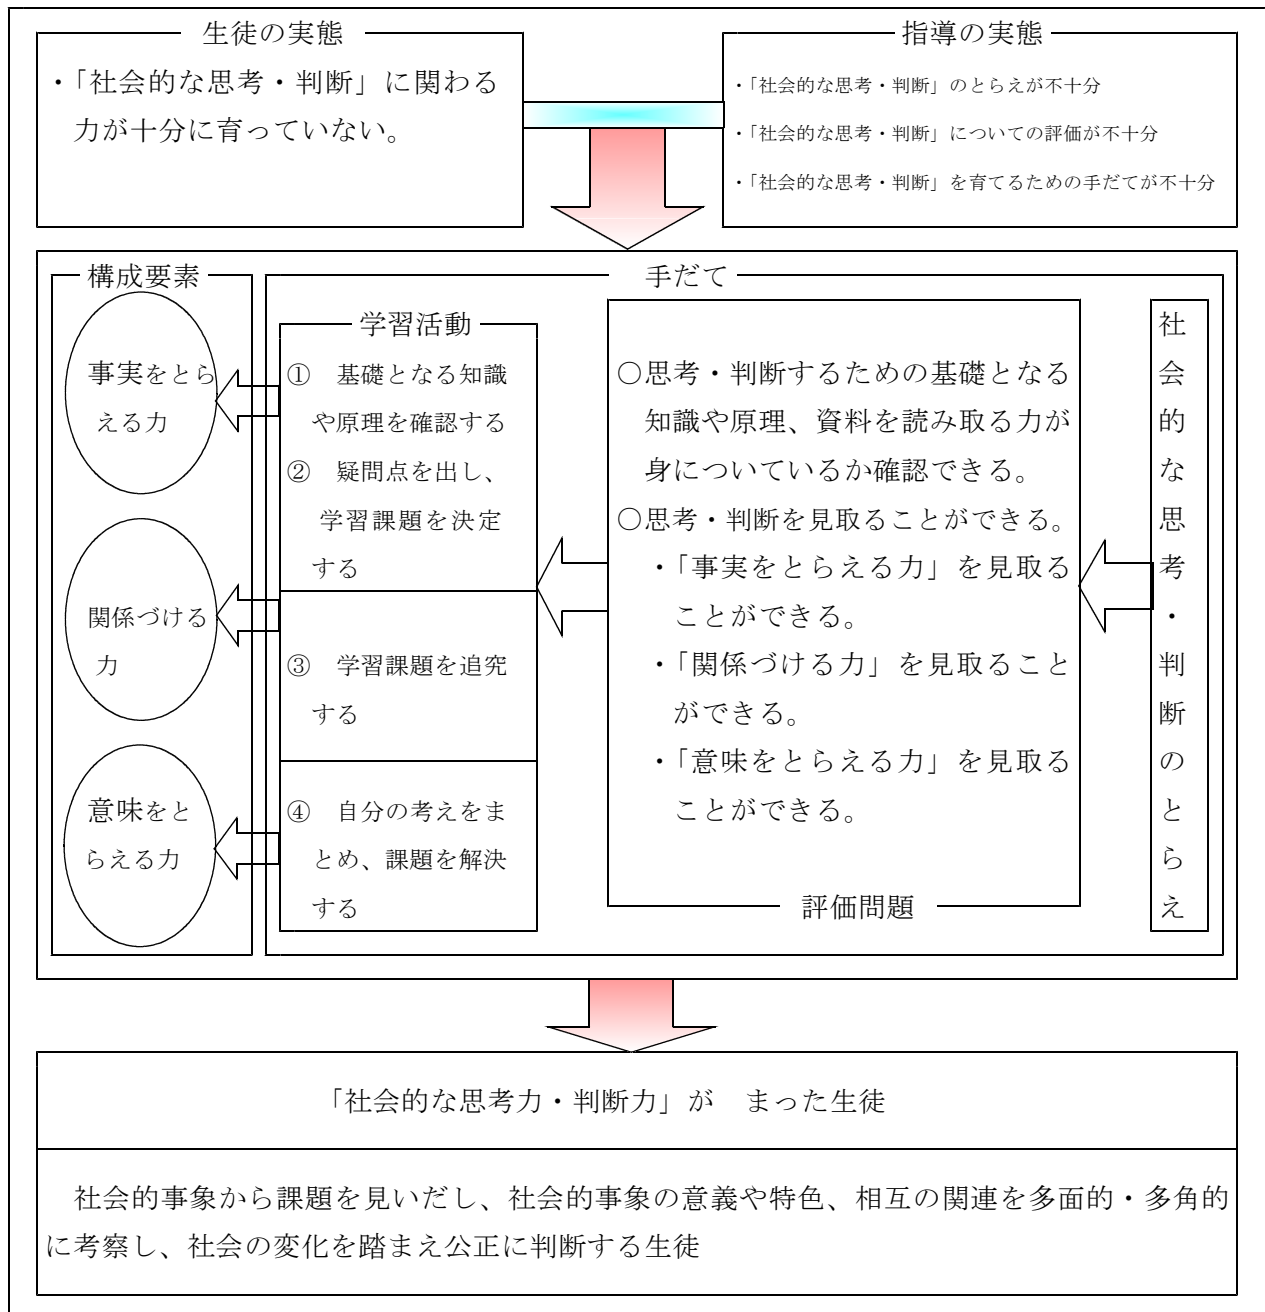 生徒の実態
・「社会的な思考・判断」に関わる
力が十分に育っていない。
指導の実態
・「社会的な思考・判断」のとらえが不十分
・「社会的な思考・判断」についての評価が不十分
・「社会的な思考・判断」を育てるための手だてが不十分
構成要素
事実をとら
える力
関係づける
力
意味をと
らえる力
手だて
学習活動
① 基礎となる知識
や原理を確認する
② 疑問点を出し、
学習課題を決定
する
③ 学習課題を追究
する
④ 自分の考えをま
とめ、課題を解決
する
○思考・判断するための基礎となる
知識や原理、資料を読み取る力が
身についているか確認できる。
○思考・判断を見取ることができる。
・「事実をとらえる力」を見取る
ことができる。
・「関係づける力」を見取ること
ができる。
・「意味をとらえる力」を見取る
ことができる。
評価問題
社会的な思考・判断のとらえ
「社会的な思考力・判断力」が　まった生徒
社会的事象から課題を見いだし、社会的事象の意義や特色、相互の関連を多面的・多角的
に考察し、社会の変化を踏まえ公正に判断する生徒